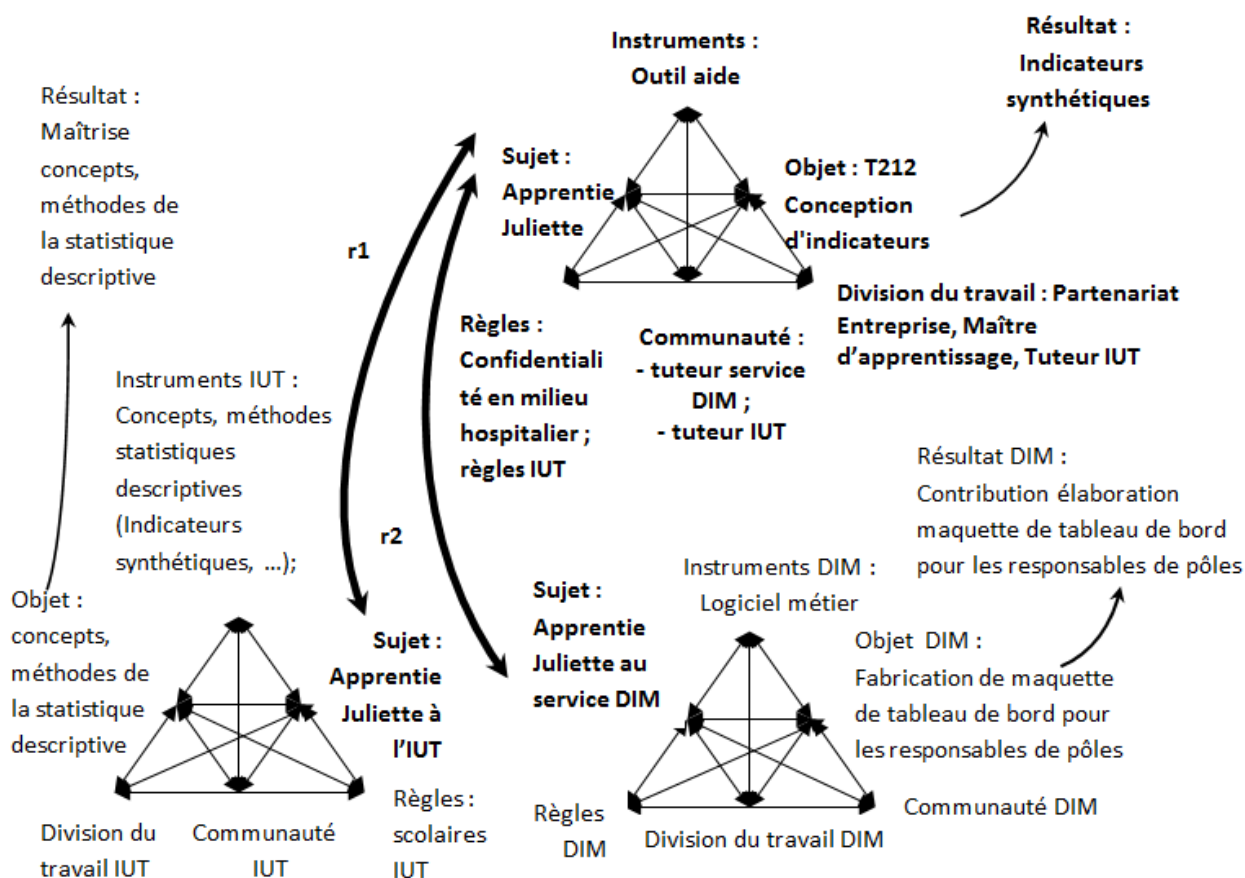 Instruments :
Outil aide
Résultat :
Indicateurs
synthétiques
Résultat :
Maîtrise
concepts,
méthodes de
la statistique
descriptive
Sujet :
Apprentie
Juliette
Objet : T212
Conception
d'indicateurs
r1
Règles :
Confidentiali
té en milieu
hospitalier ;
règles IUT
Communauté :
- tuteur service
DIM ;
- tuteur IUT
Division du travail : Partenariat
Entreprise, Maître
d’apprentissage, Tuteur IUT
Instruments IUT :
Concepts, méthodes
statistiques
descriptives
(Indicateurs
synthétiques, ...);
r2
Résultat DIM :
Contribution élaboration
maquette de tableau de bord
pour les responsables de pôles
Objet :
concepts,
méthodes de
la statistique
descriptive
Sujet :
Apprentie
Juliette à
l’IUT
Sujet :
Apprentie
Juliette au
service DIM
Instruments DIM :
Logiciel métier
Objet DIM :
Fabrication de maquette
de tableau de bord pour
les responsables de pôles
Division du
travail IUT
Communauté
IUT
Règles :
scolaires
IUT
Règles
DIM
Division du travail DIM
Communauté DIM